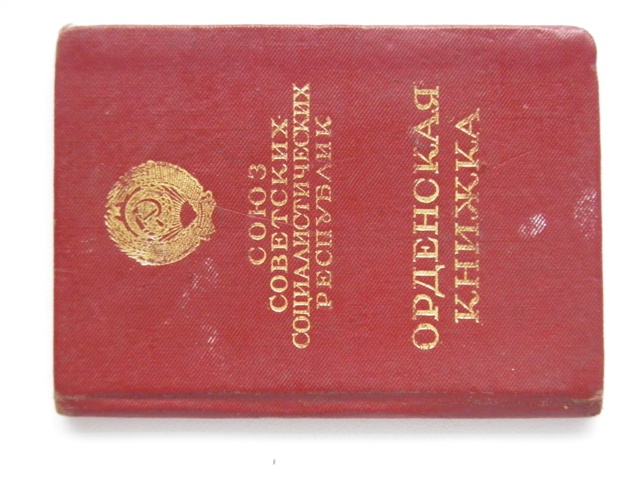 СОЮЗ
СОВЕТСКИХ
СОЦИАЛИСТИЧЕСКИХ
РЕСПУБЛИК
ОРДЕНСКАЯ
КНИЖКА